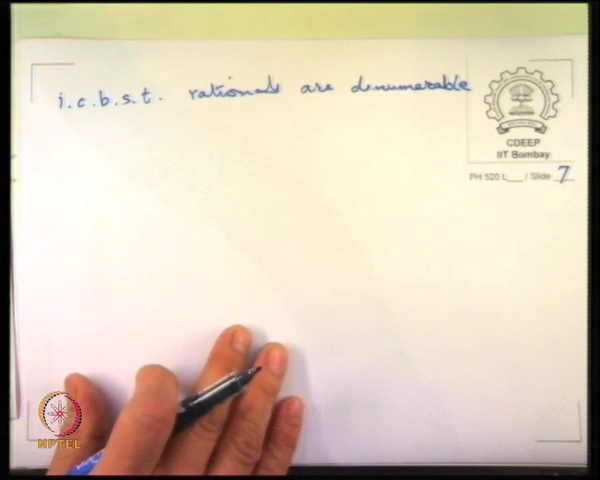 i.c.b.s.t. rationals are denumerable
CDEEP
IIT Bombay
PH 520 L___ / Slide 7
NPTEL